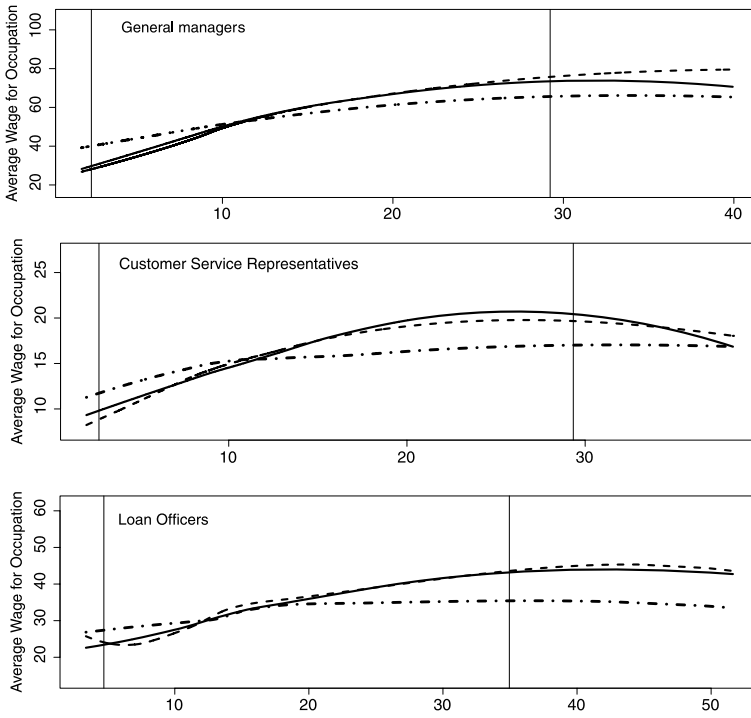 General managers
Average Wage for Occupation
100
80
60
40
20
10 20 30 40
Customer Service Representatives
Average Wage for Occupation
25
20
15
10
10 20 30
Loan Officers
Average Wage for Occupation
60
50
40
30
20
10 20 30 40 50